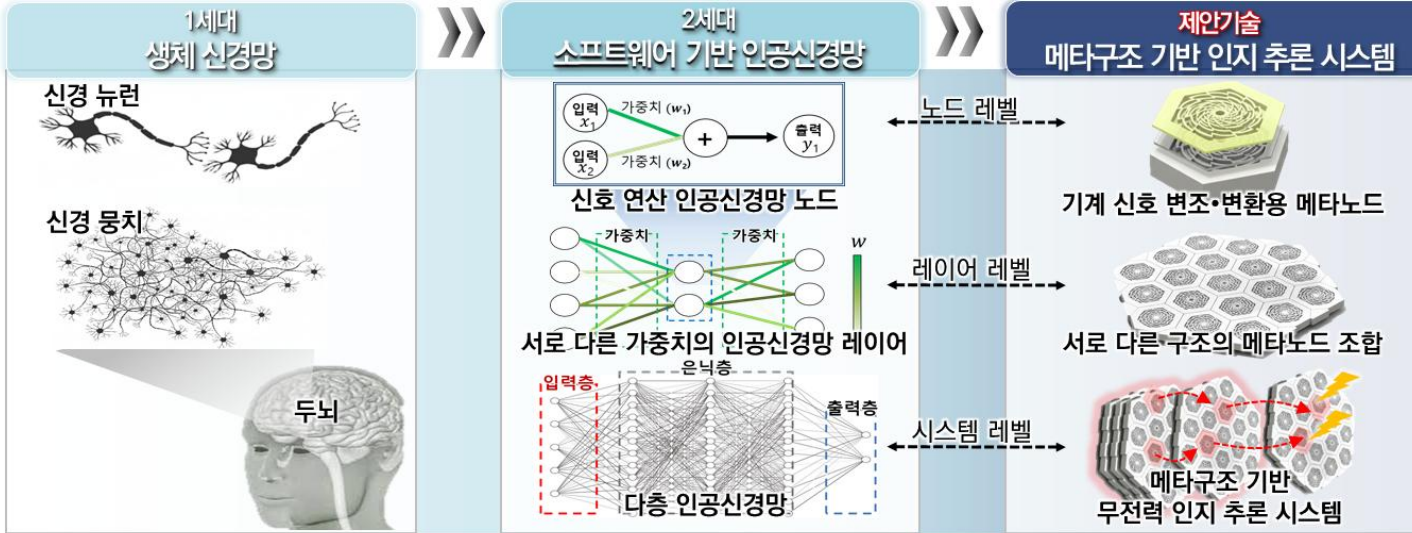 1세대
생체 신경망
신경 뉴런
신경 뭉치
두뇌
2세대
소프트웨어 기반 인공신경망
입력
x₁
가중치 (w₁)
+
출력
y₁
입력
x₂
가중치 (w₂)
신호 연산 인공신경망 노드
가중치
가중치
w
서로 다른 가중치의 인공신경망 레이어
은닉층
입력층
출력층
다층 인공신경망
노드 레벨
레이어 레벨
시스템 레벨
제안기술
메타구조 기반 인지 추론 시스템
기계 신호 변조•변환용 메타노드
서로 다른 구조의 메타노드 조합
메타구조 기반
무전력 인지 추론 시스템